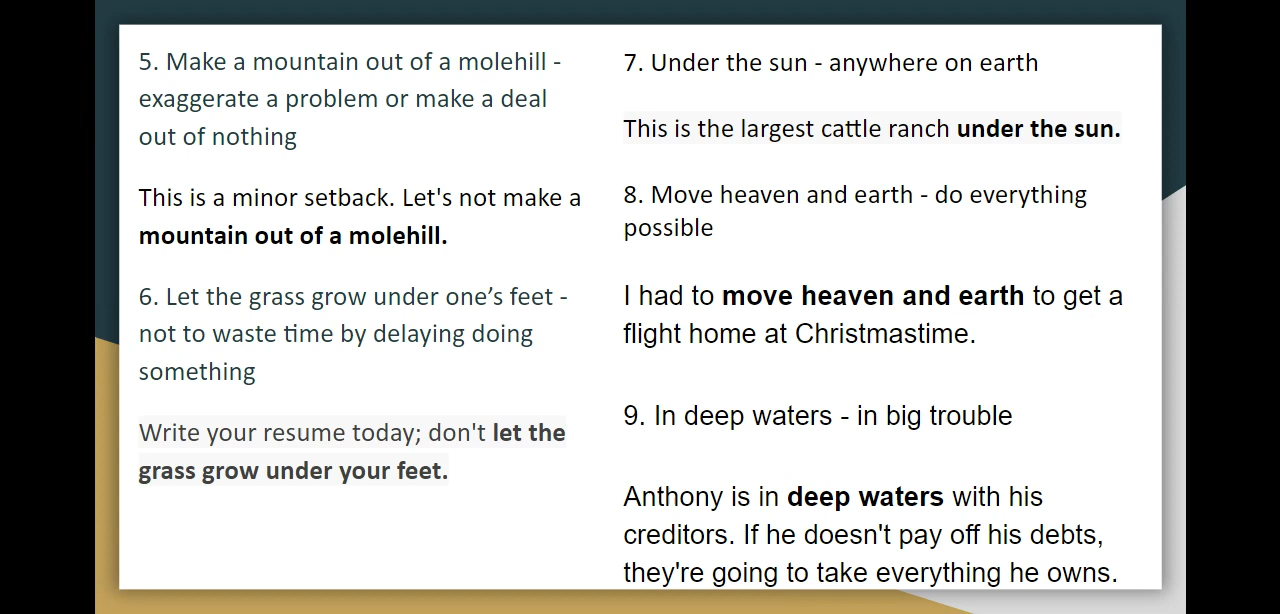 5. Make a mountain out of a molehill -
exaggerate a problem or make a deal
out of nothing
This is a minor setback. Let's not make a
mountain out of a molehill.
6. Let the grass grow under one’s feet -
not to waste time by delaying doing
something
Write your resume today; don't let the
grass grow under your feet.
7. Under the sun - anywhere on earth
This is the largest cattle ranch under the sun.
8. Move heaven and earth - do everything
possible
I had to move heaven and earth to get a
flight home at Christmastime.
9. In deep waters - in big trouble
Anthony is in deep waters with his
creditors. If he doesn't pay off his debts,
they're going to take everything he owns.